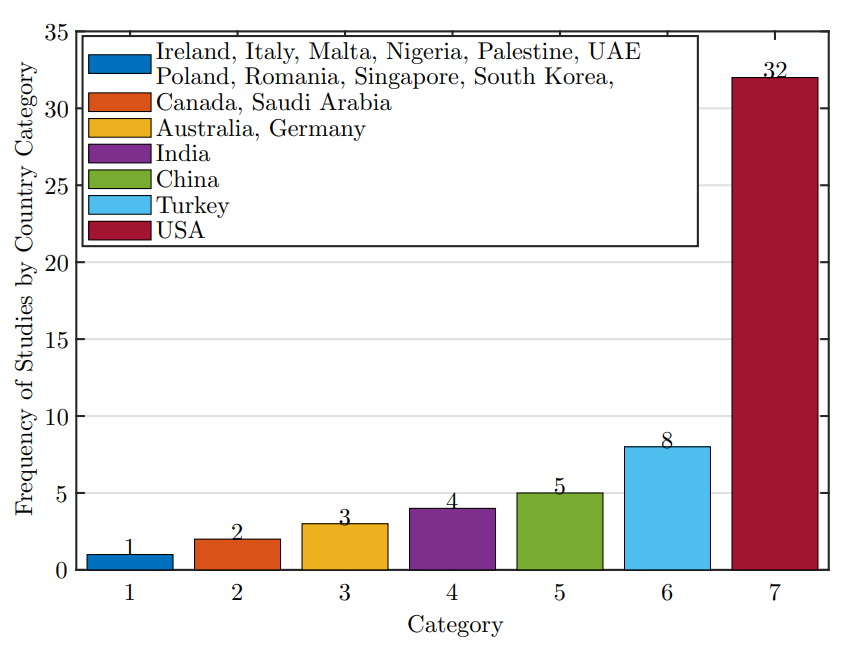 35
30
25
20
15
10
5
0
Frequency of Studies by Country Category
Ireland, Italy, Malta, Nigeria, Palestine, UAE
Poland, Romania, Singapore, South Korea,
Canada, Saudi Arabia
Australia, Germany
India
China
Turkey
USA
1
2
3
4
5
8
32
1 2 3 4 5 6 7
Category